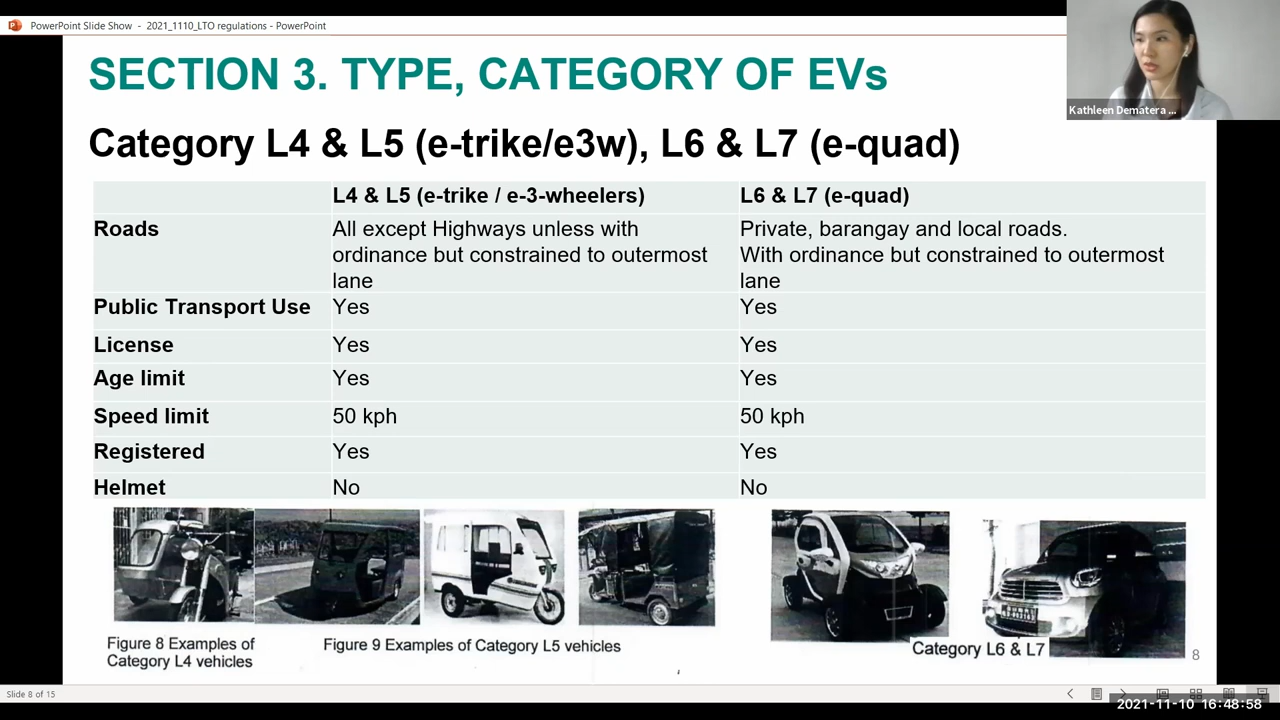 PowerPoint Slide Show - 2021_1110_LTO regulations - PowerPoint
Kathleen Dematera ...
SECTION 3. TYPE, CATEGORY OF EVs
Category L4 & L5 (e-trike/e3w), L6 & L7 (e-quad)
L4 & L5 (e-trike / e-3-wheelers) L6 & L7 (e-quad)
Roads All except Highways unless with Private, barangay and local roads.
ordinance but constrained to outermost With ordinance but constrained to outermost
lane lane
Public Transport Use Yes Yes
License Yes Yes
Age limit Yes Yes
Speed limit 50 kph 50 kph
Registered Yes Yes
Helmet No No
Figure 8 Examples of
Category L4 vehicles
Figure 9 Examples of Category L5 vehicles
Category L6 & L7
8
Slide 8 of 15
2021-11-10 16:48:58